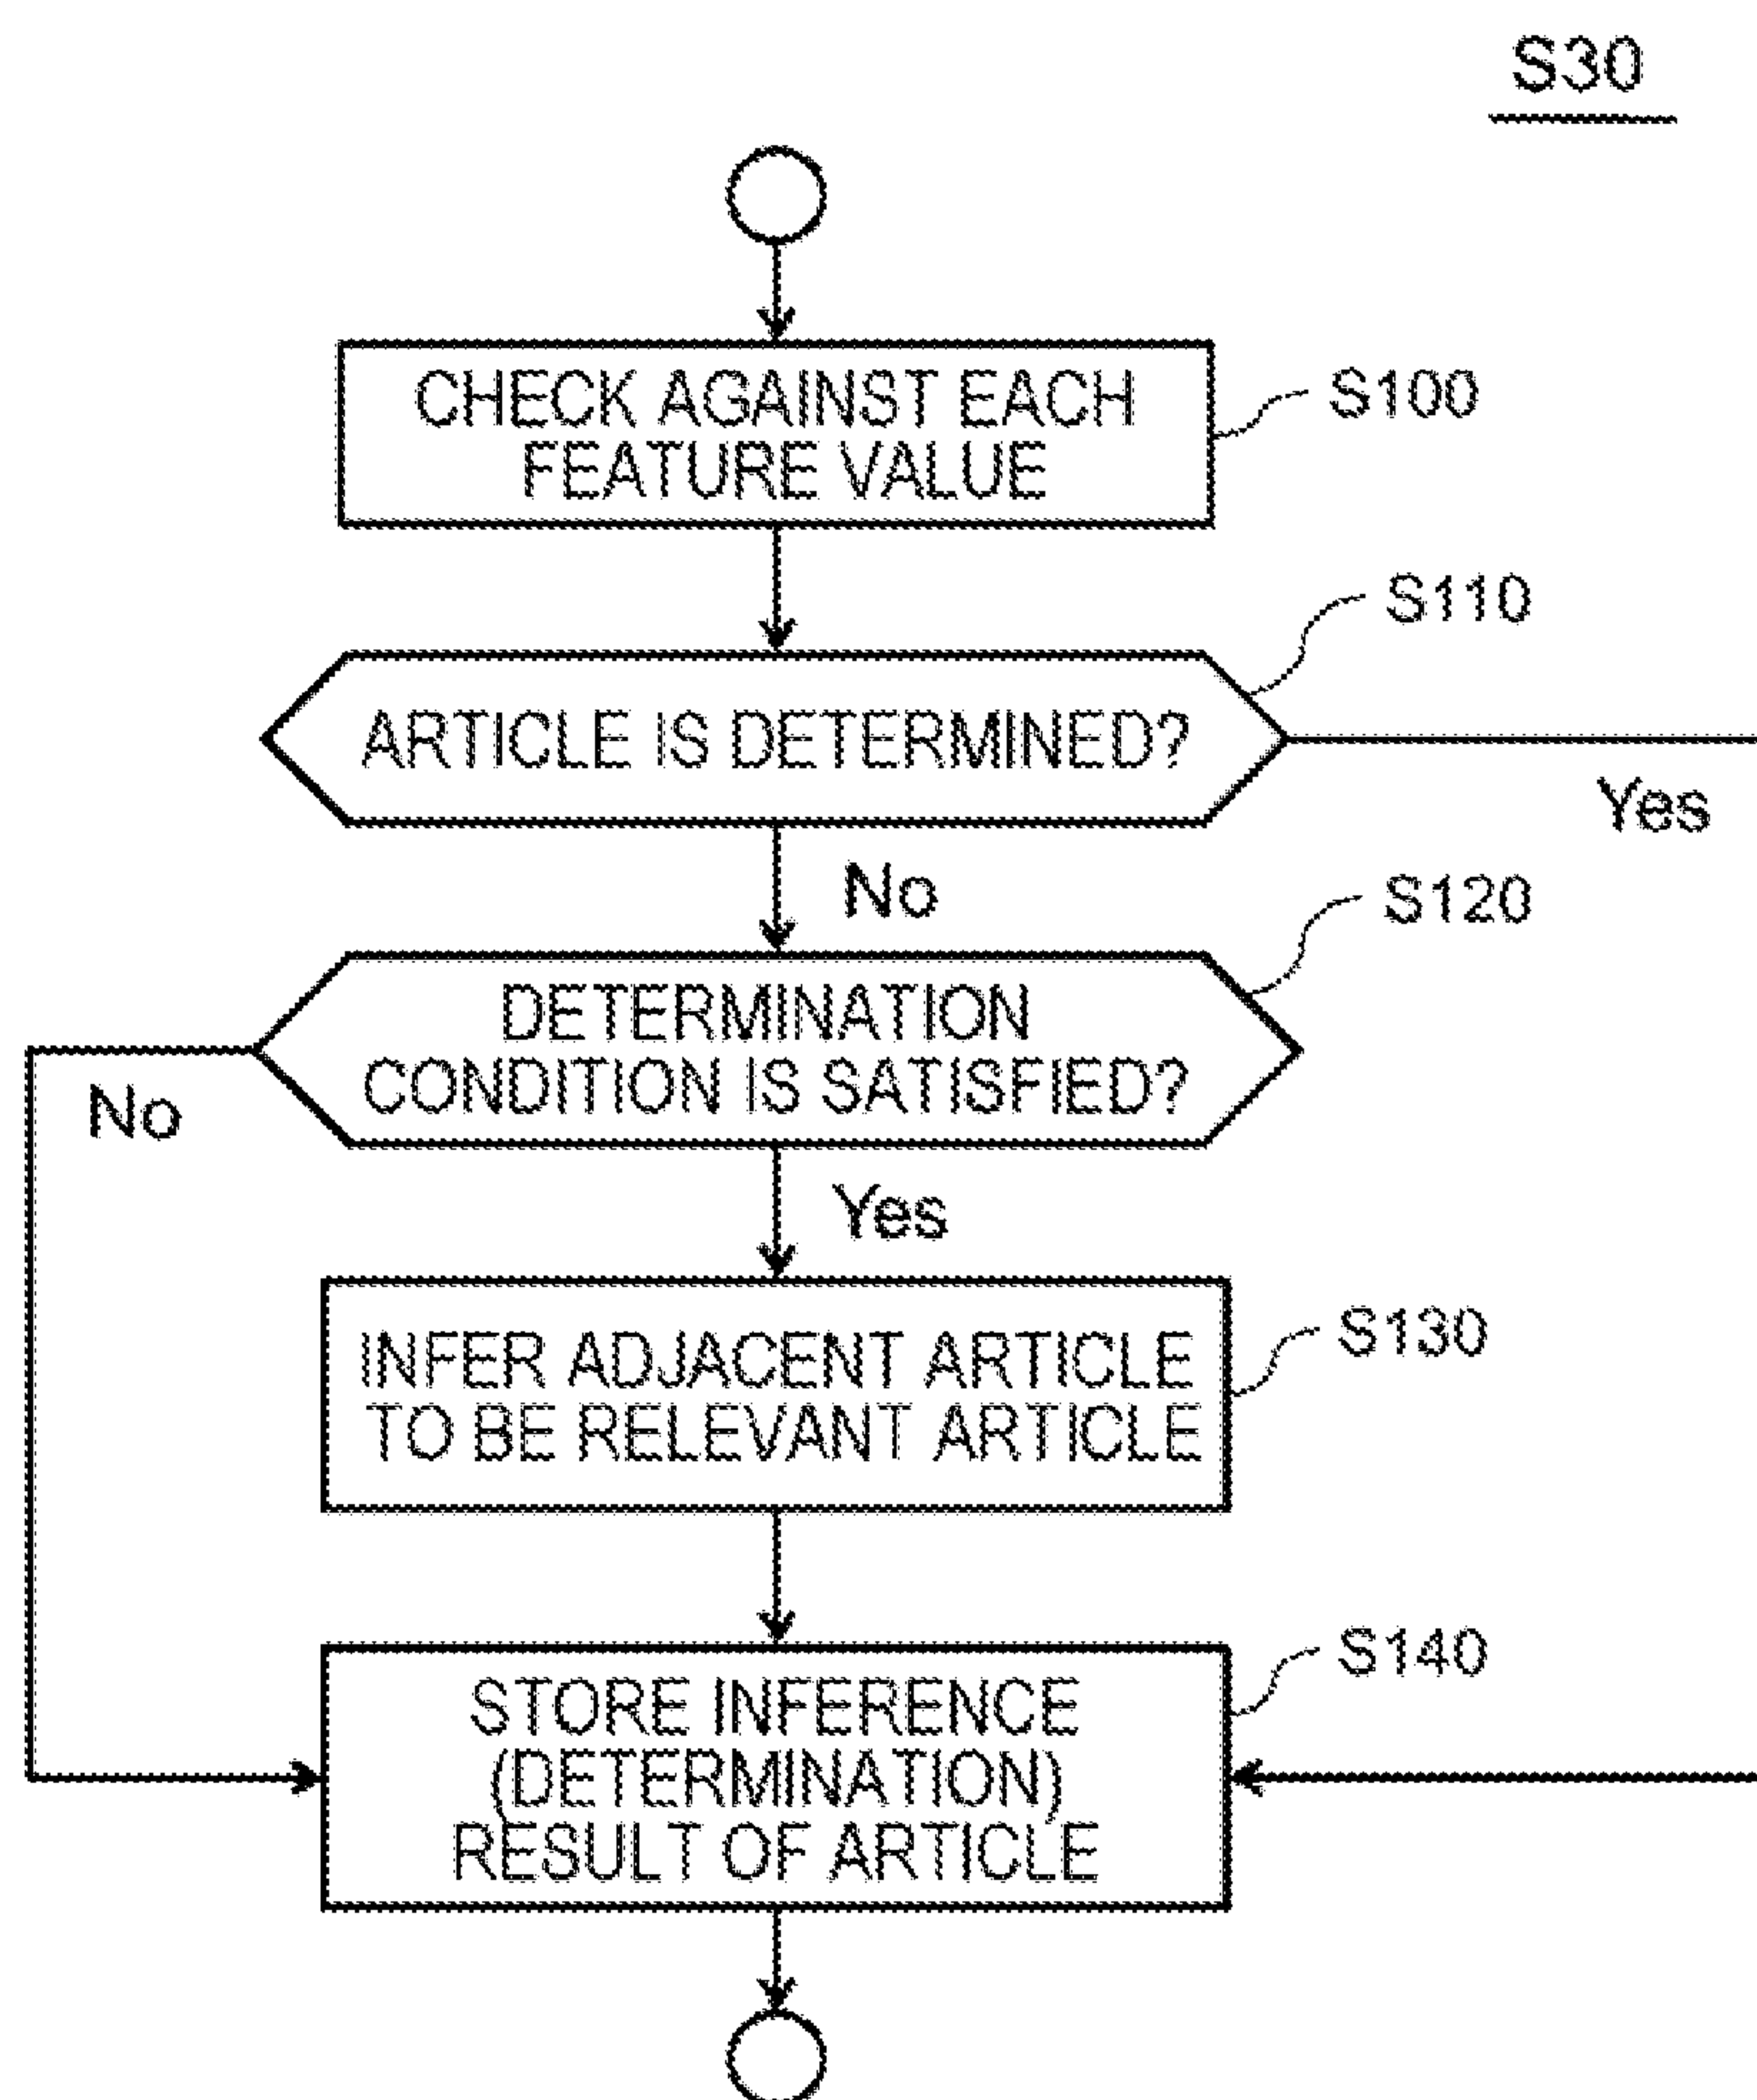 S30
CHECK AGAINST EACH
FEATURE VALUE
S100
S110
ARTICLE IS DETERMINED?
Yes
No
S120
DETERMINATION
CONDITION IS SATISFIED?
No
Yes
INFER ADJACENT ARTICLE
TO BE RELEVANT ARTICLE
S130
S140
STORE INFERENCE
(DETERMINATION)
RESULT OF ARTICLE